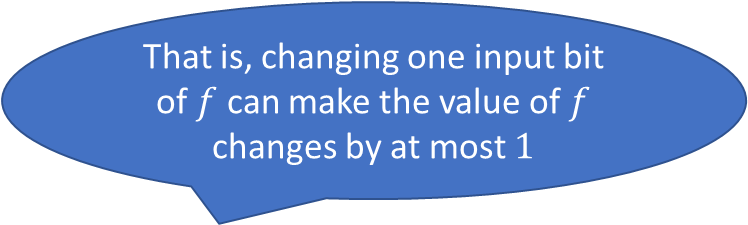 That is, changing one input bit
of f can make the value of f
changes by at most 1